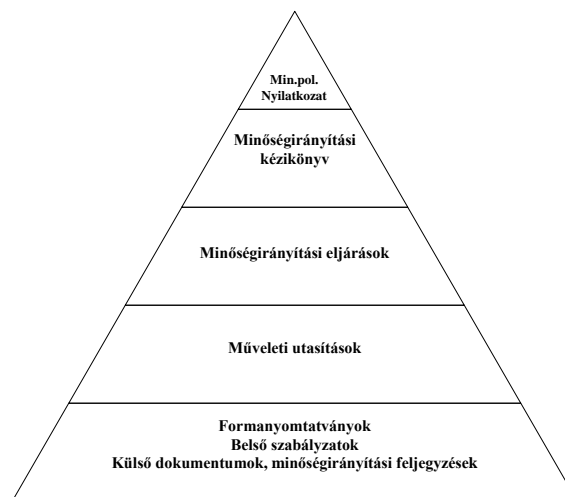 Min.pol.
Nyilatkozat
Minőségirányítási
kézikönyv
Minőségirányítási eljárások
Műveleti utasítások
Formanyomtatványok
Belső szabályzatok
Külső dokumentumok, minőségirányítási feljegyzések